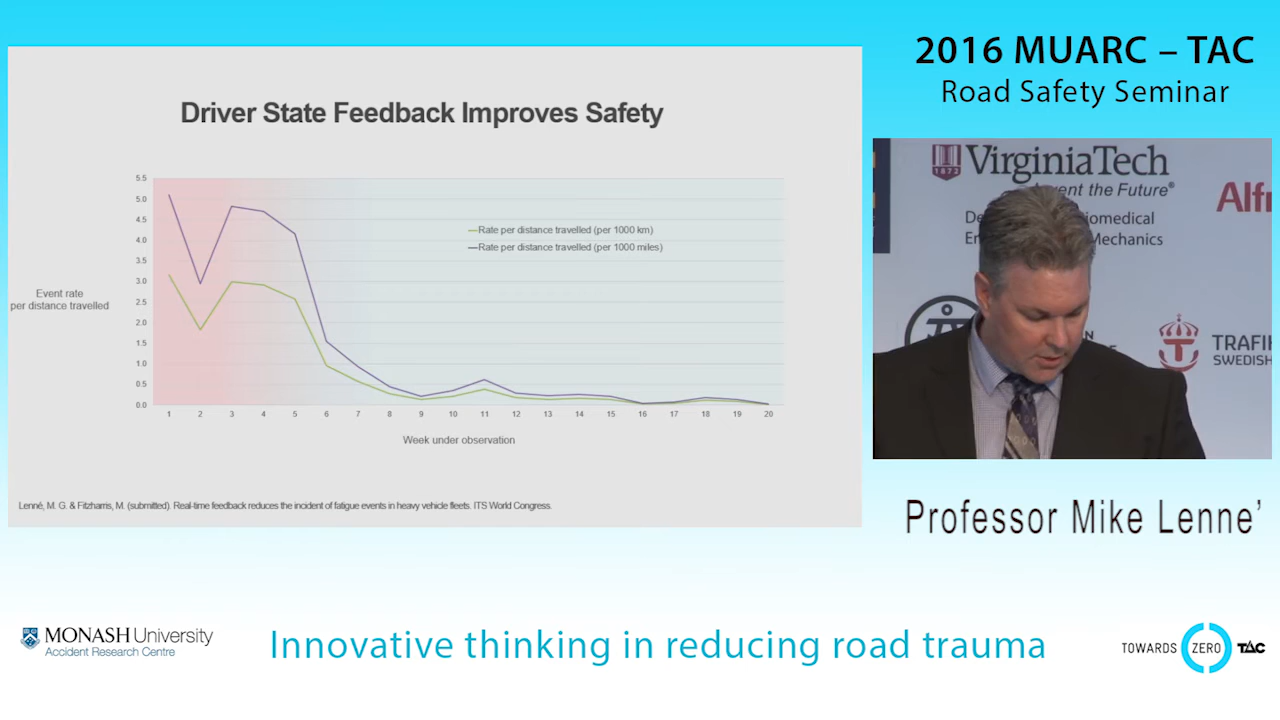 2016 MUARC – TAC
Road Safety Seminar
Driver State Feedback Improves Safety
5.5
5.0
4.5
4.0
3.5
3.0
2.5
2.0
1.5
1.0
0.5
0.0
Event rate
per distance travelled
Rate per distance travelled (per 1000 km)
Rate per distance travelled (per 1000 miles)
1 2 3 4 5 6 7 8 9 10 11 12 13 14 15 16 17 18 19 20
Week under observation
Lenné, M. G. & Fitzharris, M. (submitted). Real-time feedback reduces the incident of fatigue events in heavy vehicle fleets. ITS World Congress.
1872
VirginiaTech
the Future®
Alf
iomedical
Mechanics
TRAFI
SWEDISH
Professor Mike Lenne’
MONASH University
Accident Research Centre
Innovative thinking in reducing road trauma
TOWARDS ZERO TAC